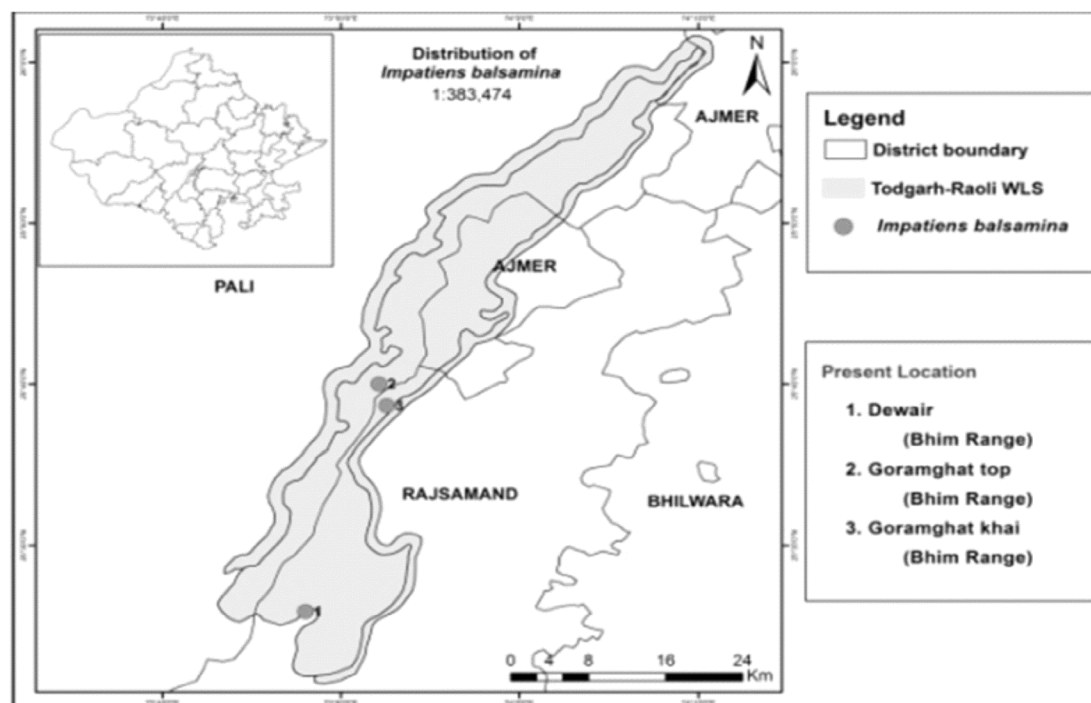 Distribution of
Impatiens balsamina
1:383,474
N
AJMER
AJMER
PALI
2
3
RAJSAMAND
BHILWARA
1
0 4 8 16 24
Km
Legend
District boundary
Todgarh-Raoli WLS
Impatiens balsamina
Present Location
1. Dewair
(Bhim Range)
2. Goramghat top
(Bhim Range)
3. Goramghat khai
(Bhim Range)